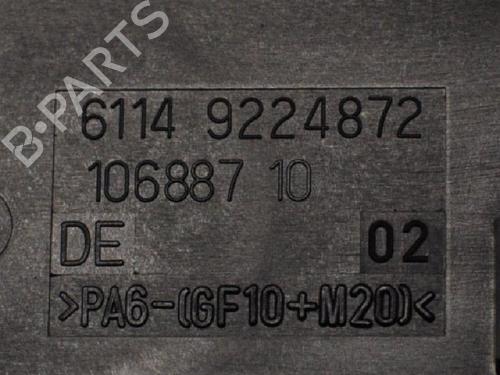 B-PARTS
6114 9224872
106887 10
DE 02
>PA6-(GF10+M20)<